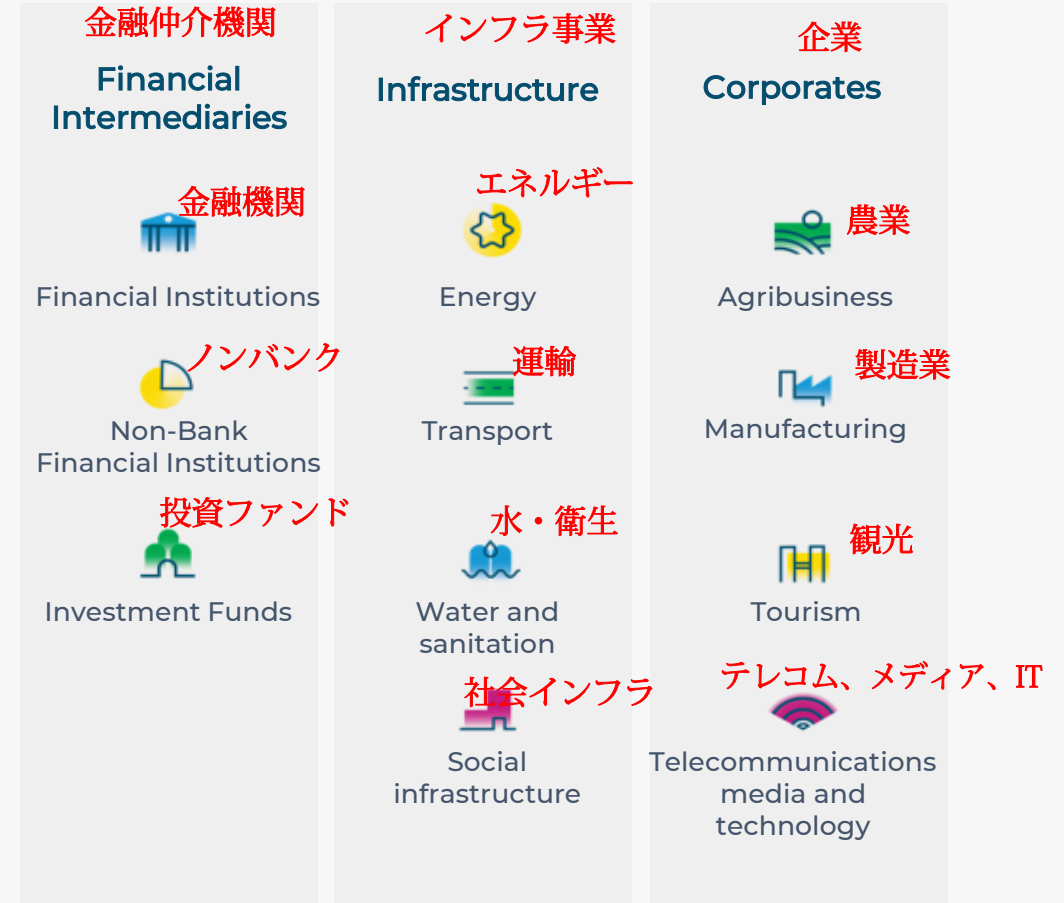 金融仲介機関
Financial
Intermediaries
金融機関
Financial Institutions
ノンバンク
Non-Bank
Financial Institutions
投資ファンド
Investment Funds
インフラ事業
Infrastructure
エネルギー
Energy
運輸
Transport
水・衛生
Water and
sanitation
社会インフラ
Social
infrastructure
企業
Corporates
農業
Agribusiness
製造業
Manufacturing
観光
Tourism
テレコム、メディア、IT
Telecommunications
media and
technology